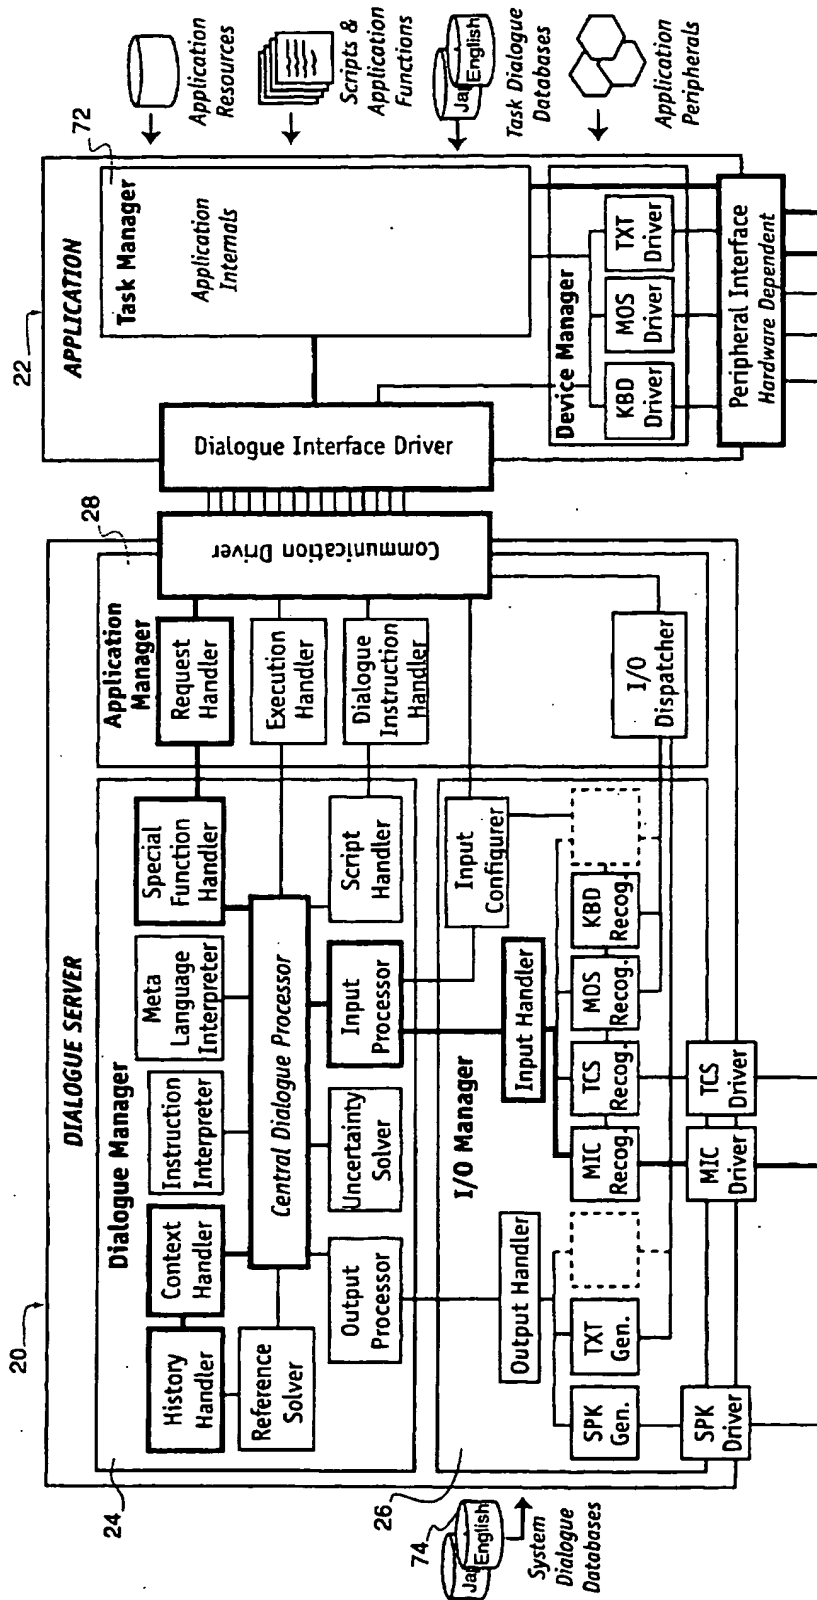 20
DIALOGUE SERVER
24
Dialogue Manager
History
Handler
Context
Handler
Instruction
Interpreter
Meta
Language
Interpreter
Special
Function
Handler
Reference
Solver
Central Dialogue Processor
Output
Processor
Uncertainty
Solver
Input
Processor
Script
Handler
Application
Manager
28
Request
Handler
Execution
Handler
Dialogue
Instruction
Handler
Communication Driver
26
I/O Manager
Output Handler
Input Handler
Input
Configurer
I/O
Dispatcher
SPK
Gen.
TXT
Gen.
MIC
Recog.
TCS
Recog.
MOS
Recog.
KBD
Recog.
SPK
Driver
MIC
Driver
TCS
Driver
74
Jap
English
System
Dialogue
Databases
22
APPLICATION
Dialogue Interface Driver
Task Manager
72
Application
Internals
Device Manager
KBD
Driver
MOS
Driver
TXT
Driver
Peripheral Interface
Hardware Dependent
Application
Resources
Scripts &
Application
Functions
Jap
English
Task Dialogue
Databases
Application
Peripherals